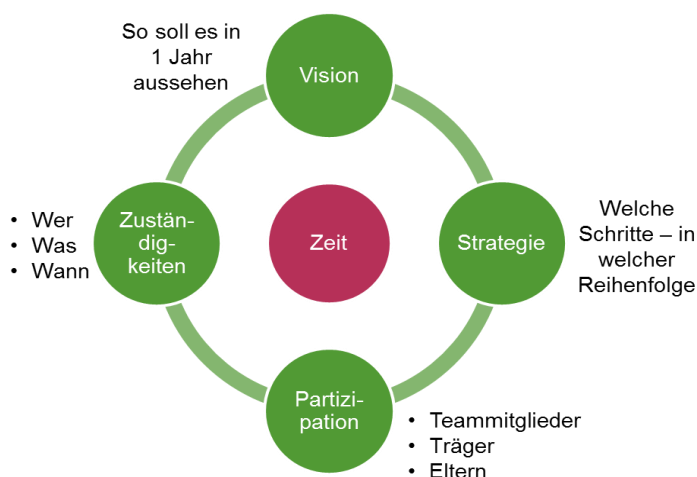 So soll es in
1 Jahr
aussehen
Vision
• Wer
• Was
• Wann
Zustän-
dig-
keiten
Zeit
Strategie
Welche
Schritte – in
welcher
Reihenfolge
Partizi-
pation
• Teammitglieder
• Träger
• Eltern